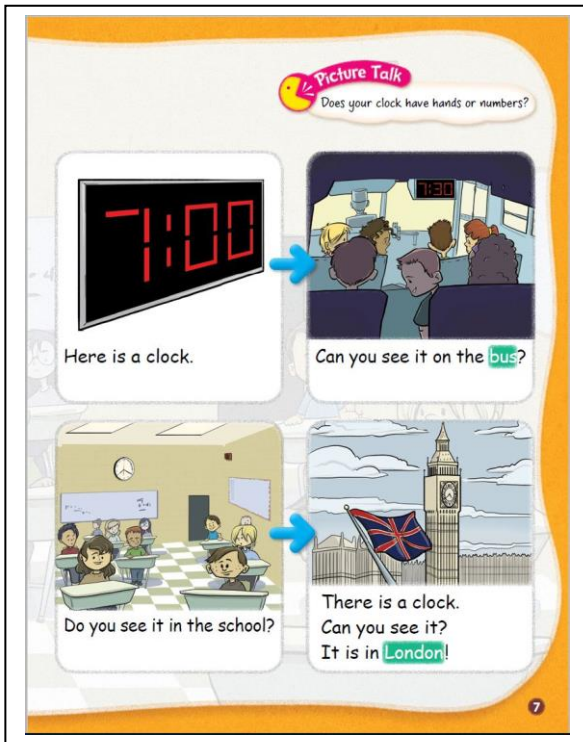 Picture Talk
Does your clock have hands or numbers?
7:00
Here is a clock.
7:30
Can you see it on the bus?
Do you see it in the school?
There is a clock.
Can you see it?
It is in London!
7